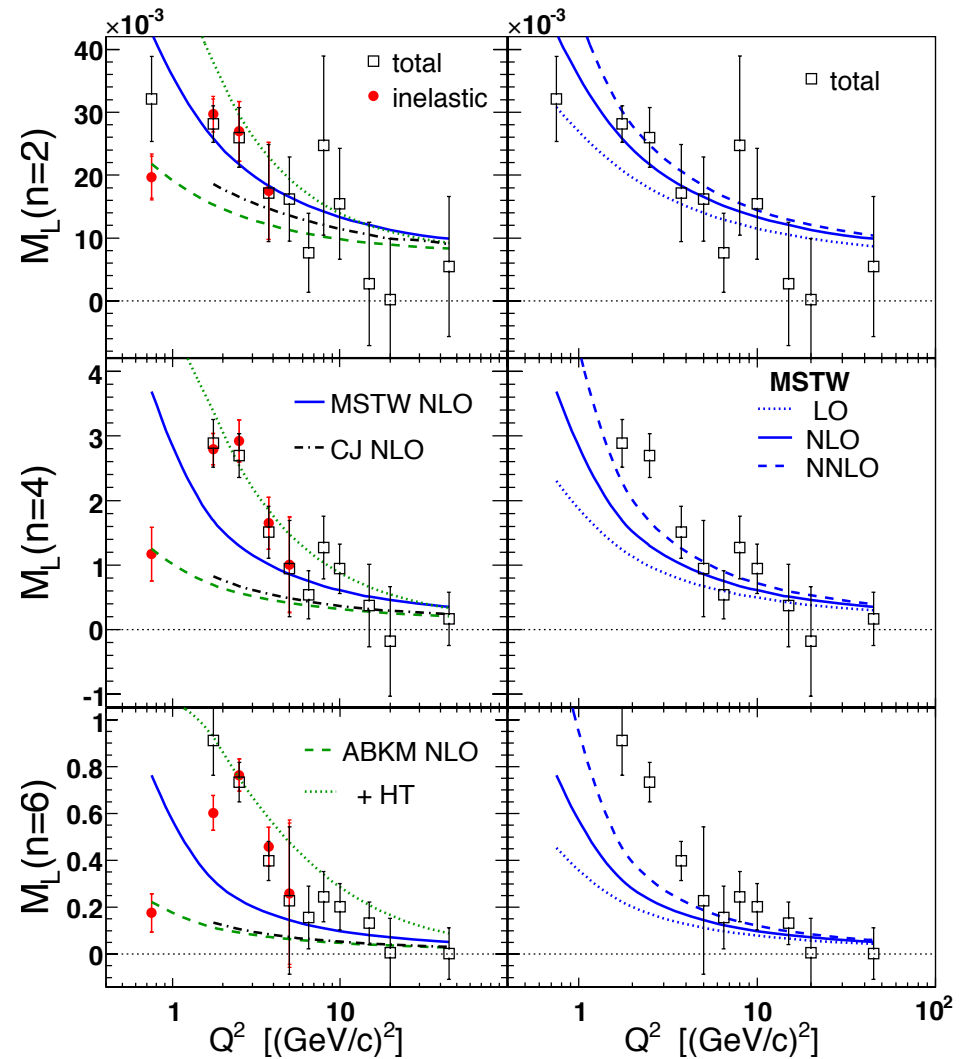 ×10⁻³
×10⁻³
M_L(n=2)
40
30
20
10
0
total
inelastic
total
M_L(n=4)
4
3
2
1
0
-1
MSTW NLO
CJ NLO
MSTW
LO
NLO
NNLO
M_L(n=6)
1
0.8
0.6
0.4
0.2
0
ABKM NLO
+ HT
1
10
1
10
10²
Q² [(GeV/c)²]
Q² [(GeV/c)²]